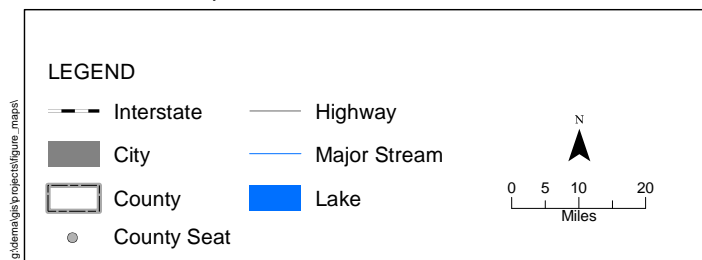 LEGEND
Interstate
Highway
City
Major Stream
County
Lake
County Seat
N
0 5 10 20
Miles
g:\dema\gis\projects\figure_maps\